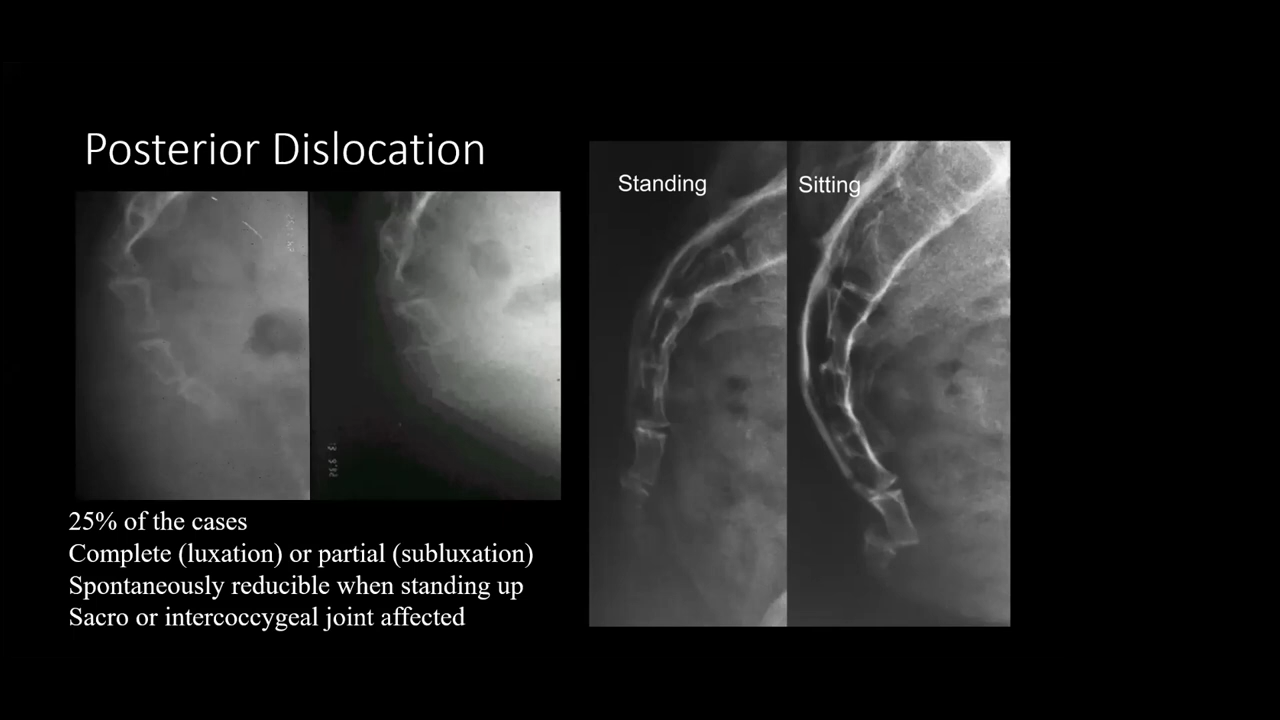 Posterior Dislocation
Standing
Sitting
25% of the cases
Complete (luxation) or partial (subluxation)
Spontaneously reducible when standing up
Sacro or intercoccygeal joint affected